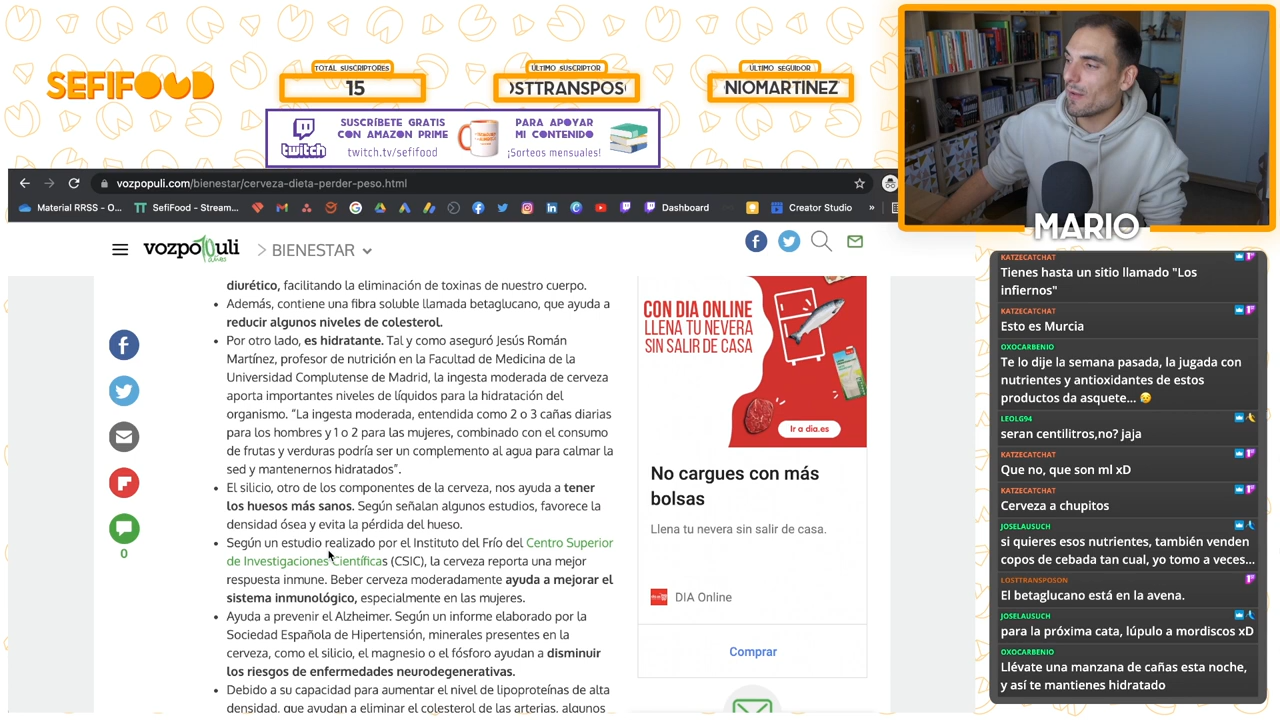 SEFIFOOD
TOTAL SUSCRIPTORES
15
ÚLTIMO SUSCRIPTOR
OSTTRANSPOS
ÚLTIMO SEGUIDOR
NIOMARTINEZ
twitch
SUSCRÍBETE GRATIS
CON AMAZON PRIME
twitch.tv/sefifood
PARA APOYAR
MI CONTENIDO
¡Sorteos mensuales!
vozpopuli.com/bienestar/cerveza-dieta-perder-peso.html
Material RRSS - O...
SefiFood - Stream...
Dashboard
Creator Studio
»
vozpópuli
BIENESTAR
diurético, facilitando la eliminación de toxinas de nuestro cuerpo.
Además, contiene una fibra soluble llamada betaglucano, que ayuda a
reducir algunos niveles de colesterol.
Por otro lado, es hidratante. Tal y como aseguró Jesús Román
Martínez, profesor de nutrición en la Facultad de Medicina de la
Universidad Complutense de Madrid, la ingesta moderada de cerveza
aporta importantes niveles de líquidos para la hidratación del
organismo. “La ingesta moderada, entendida como 2 o 3 cañas diarias
para los hombres y 1 o 2 para las mujeres, combinado con el consumo
de frutas y verduras podría ser un complemento al agua para calmar la
sed y mantenernos hidratados”.
El silicio, otro de los componentes de la cerveza, nos ayuda a tener
los huesos más sanos. Según señalan algunos estudios, favorece la
densidad ósea y evita la pérdida del hueso.
Según un estudio realizado por el Instituto del Frío del Centro Superior
de Investigaciones Científicas (CSIC), la cerveza reporta una mejor
respuesta inmune. Beber cerveza moderadamente ayuda a mejorar el
sistema inmunológico, especialmente en las mujeres.
Ayuda a prevenir el Alzheimer. Según un informe elaborado por la
Sociedad Española de Hipertensión, minerales presentes en la
cerveza, como el silicio, el magnesio o el fósforo ayudan a disminuir
los riesgos de enfermedades neurodegenerativas.
Debido a su capacidad para aumentar el nivel de lipoproteínas de alta
densidad, que ayudan a eliminar el colesterol de las arterias, algunos
0
CON DIA ONLINE
LLENA TU NEVERA
SIN SALIR DE CASA
Ir a dia.es
No cargues con más
bolsas
Llena tu nevera sin salir de casa.
DIA Online
Comprar
MARIO
KATZECATCHAT
Tienes hasta un sitio llamado "Los
infiernos"
KATZECATCHAT
Esto es Murcia
OXOCARBENIO
Te lo dije la semana pasada, la jugada con
nutrientes y antioxidantes de estos
productos da asquete...
LEOLG94
seran centilitros,no? jaja
KATZECATCHAT
Que no, que son ml xD
KATZECATCHAT
Cerveza a chupitos
JOSELAUSUCH
si quieres esos nutrientes, también venden
copos de cebada tan cual, yo tomo a veces...
LOSTTRANSPOSON
El betaglucano está en la avena.
JOSELAUSUCH
para la próxima cata, lúpulo a mordiscos xD
OXOCARBENIO
Llévate una manzana de cañas esta noche,
y así te mantienes hidratado